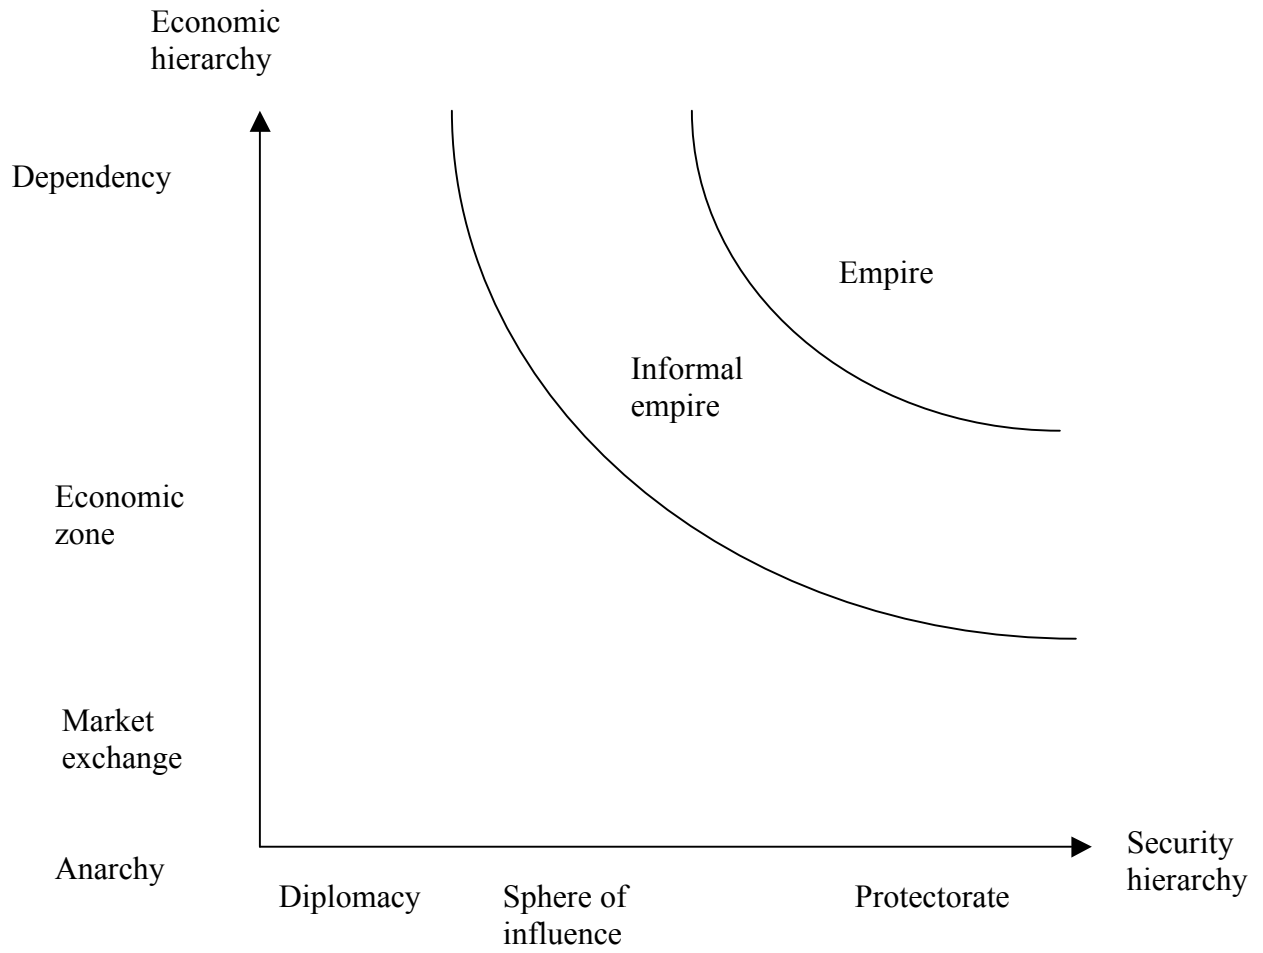 Economic
hierarchy
Dependency
Empire
Informal
empire
Economic
zone
Market
exchange
Anarchy
Security
hierarchy
Diplomacy
Sphere of
influence
Protectorate